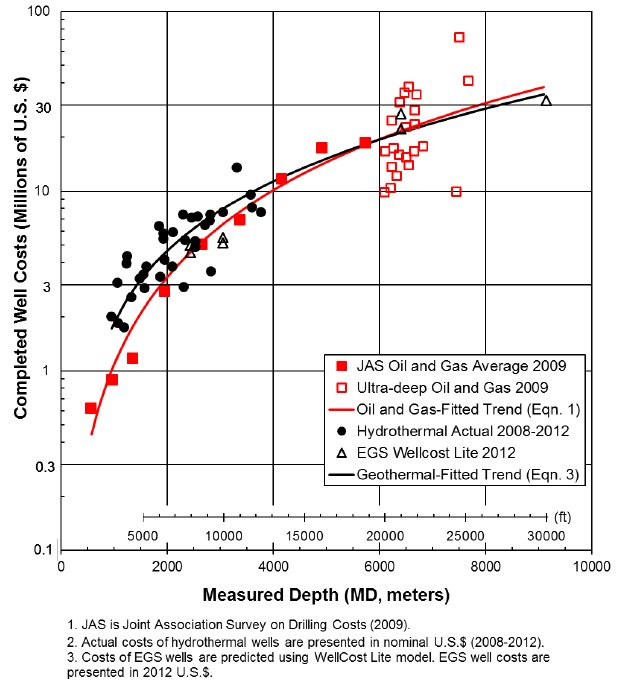 100
30
10
3
1
0.3
0.1
Completed Well Costs (Millions of U.S. $)
JAS Oil and Gas Average 2009
Ultra-deep Oil and Gas 2009
Oil and Gas-Fitted Trend (Eqn. 1)
Hydrothermal Actual 2008-2012
EGS Wellcost Lite 2012
Geothermal-Fitted Trend (Eqn. 3)
(ft)
5000 10000 15000 20000 25000 30000
0 2000 4000 6000 8000 10000
Measured Depth (MD, meters)
1. JAS is Joint Association Survey on Drilling Costs (2009).
2. Actual costs of hydrothermal wells are presented in nominal U.S.$ (2008-2012).
3. Costs of EGS wells are predicted using WellCost Lite model. EGS well costs are
presented in 2012 U.S.$.